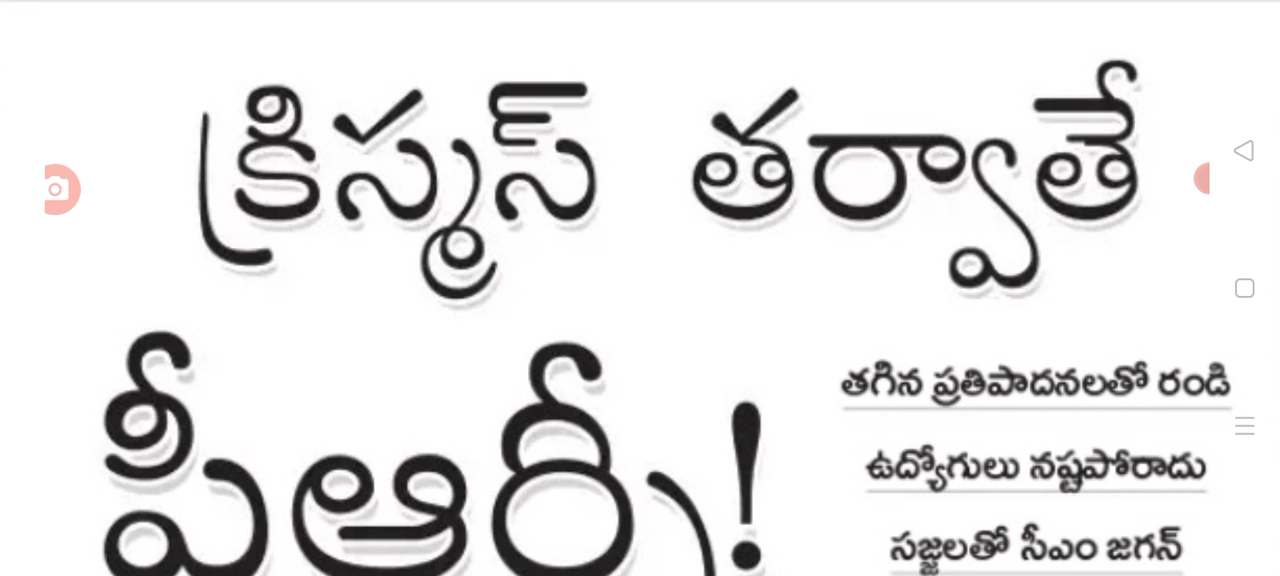 క్రిస్మస్ తర్వాతే
పీఆర్సీ!
తగిన ప్రతిపాదనలతో రండి
ఉద్యోగులు నష్టపోరాదు
సజ్జలతో సీఎం జగన్